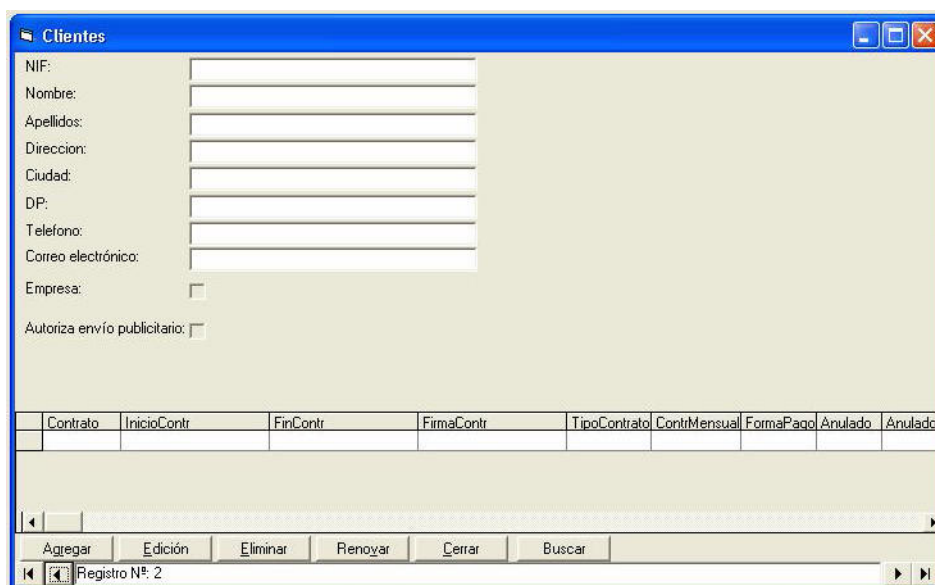 Clientes
NIF:
Nombre:
Apellidos:
Direccion:
Ciudad:
DP:
Telefono:
Correo electrónico:
Empresa:
Autoriza envío publicitario:
Contrato InicioContr FinContr FirmaContr TipoContrato ContrMensual FormaPago Anulado Anulado
Agregar Edición Eliminar Renovar Cerrar Buscar
Registro Nº: 2